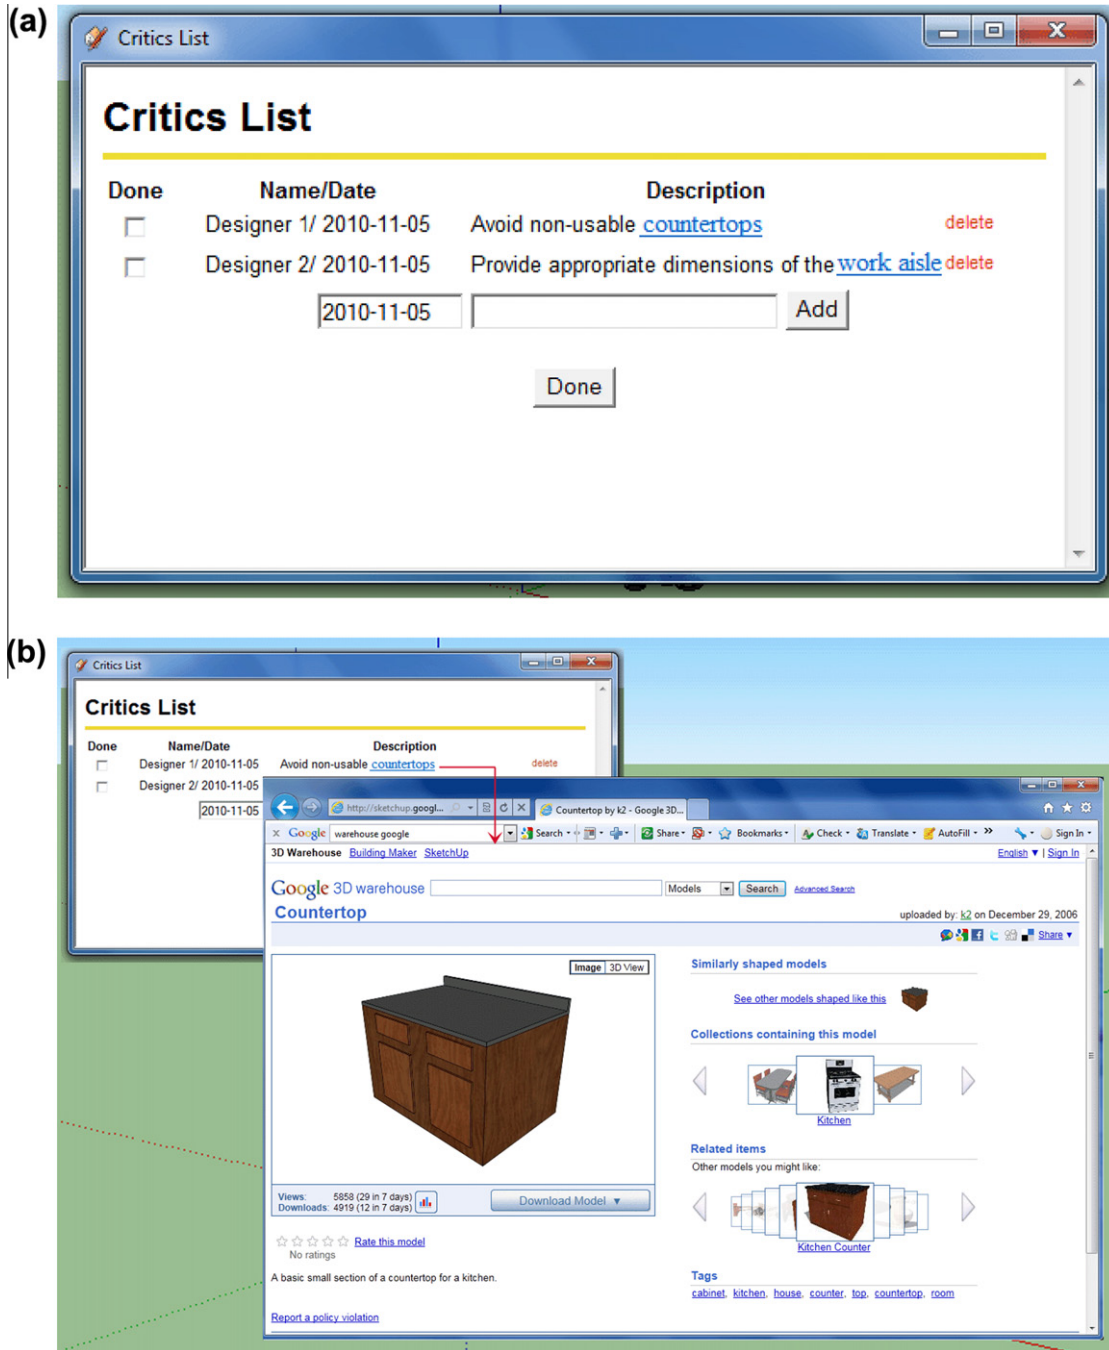 (a)
Critics List
Critics List
Done Name/Date Description
Designer 1/ 2010-11-05 Avoid non-usable countertops delete
Designer 2/ 2010-11-05 Provide appropriate dimensions of the work aisle delete
2010-11-05 Add
Done
(b)
Critics List
Critics List
Done Name/Date Description
Designer 1/ 2010-11-05 Avoid non-usable countertops delete
Designer 2/ 2010-11-05
2010-11-05
http://sketchup.googl... Countertop by k2 - Google 3D...
x Google warehouse google Search Share Bookmarks Check Translate AutoFill » Sign In
3D Warehouse Building Maker SketchUp English | Sign In
Google 3D warehouse Models Search Advanced Search
Countertop uploaded by: k2 on December 29, 2006
Share
Image 3D View
Similarly shaped models
See other models shaped like this
Collections containing this model
Kitchen
Related items
Other models you might like:
Kitchen Counter
Views: 5858 (29 in 7 days)
Downloads: 4919 (12 in 7 days)
Download Model
Rate this model
No ratings
A basic small section of a countertop for a kitchen.
Tags
cabinet, kitchen, house, counter, top, countertop, room
Report a policy violation